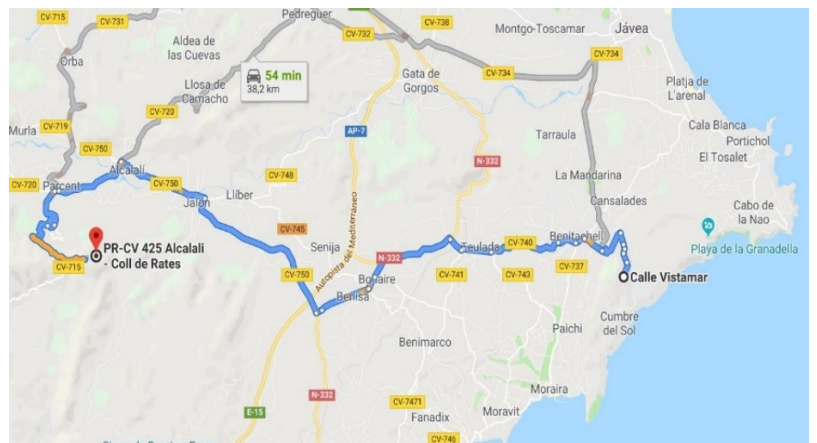 CV-715
CV-731
Pedreguer
CV-738
Montgo-Toscamar
Jávea
Aldea de
las Cuevas
CV-732
CV-734
Orba
54 min
38,2 km
Gata de
Gorgos
CV-734
Platja de
L'arenal
Llosa de
Camacho
CV-720
Murla
CV-719
AP-7
Cala Blanca
Portichol
Tarraula
El Tosalet
CV-750
Alcalalí
N-332
CV-720
Parcent
CV-750
Llíber
CV-748
La Mandarina
Cansalades
Jalón
Cabo de
la Nao
CV-745
Autopista del Mediterráneo
PR-CV 425 Alcalali
- Coll de Rates
Senija
Teulada
CV-740
Benitachell
Playa de la Granadella
CV-715
N-332
CV-737
CV-750
CV-741
CV-743
Calle Vistamar
Bonaire
Benisa
Cumbre
del Sol
Paichi
Benimarco
N-332
Moraira
CV-7471
E-15
Moravit
Fanadix
CV-746